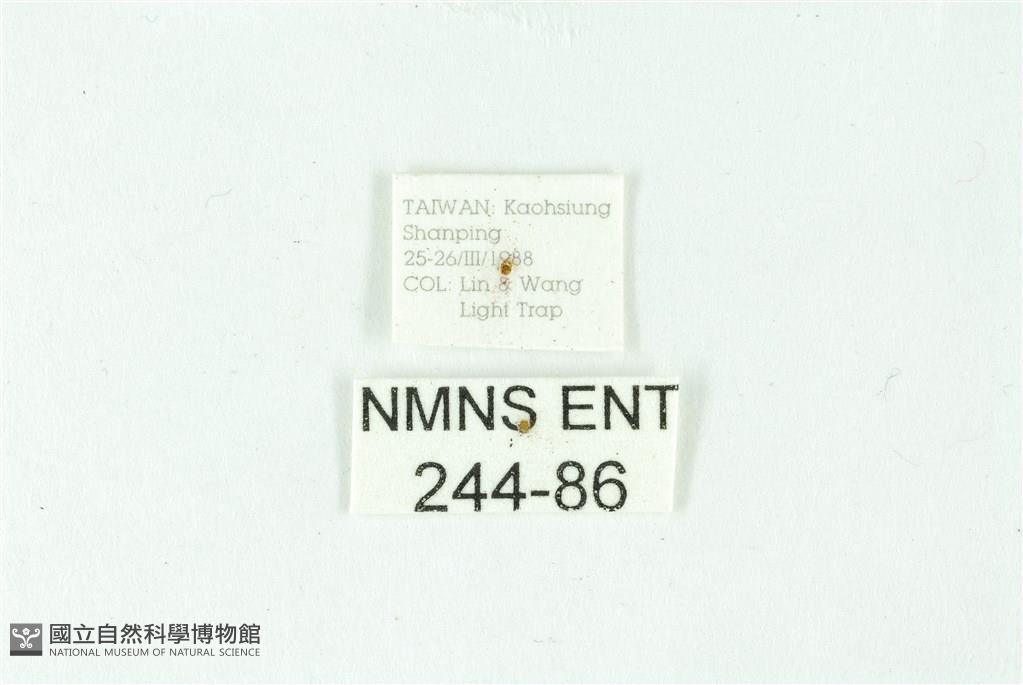 TAIWAN: Kaohsiung
Shanping
25-26/III/1988
COL: Lin & Wang
Light Trap
NMNS ENT
244-86
國立自然科學博物館
NATIONAL MUSEUM OF NATURAL SCIENCE